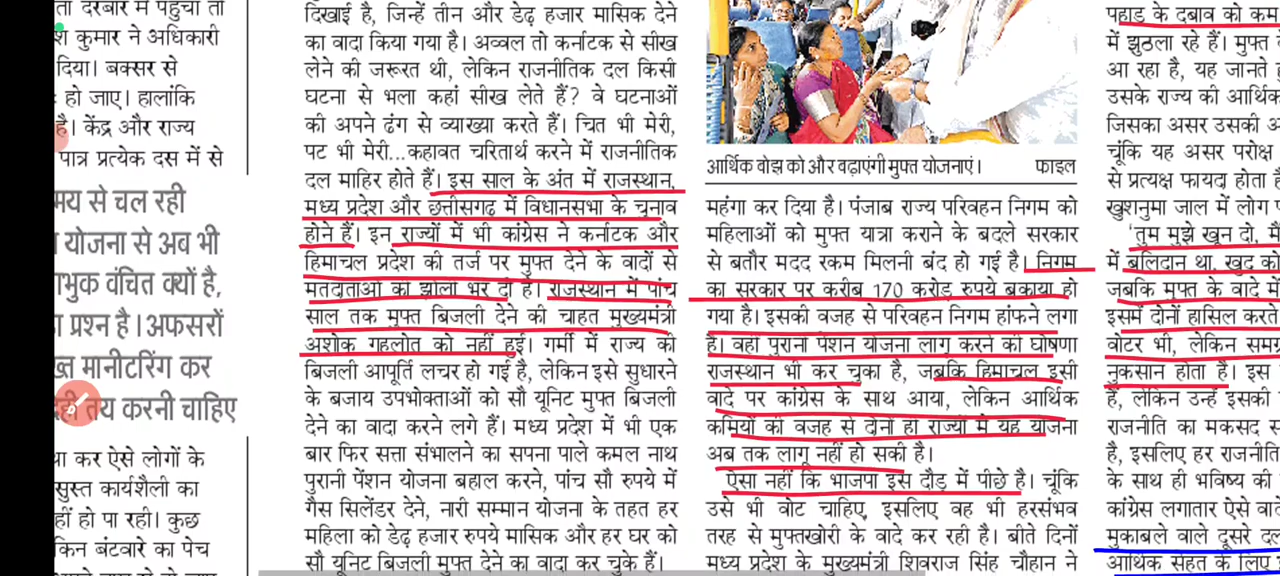 ता दरबार में पहुंचा तो
श कुमार ने अधिकारी
दिया। बक्सर से
हो जाए। हालांकि
है। केंद्र और राज्य
पात्र प्रत्येक दस में से
मय से चल रही
योजना से अब भी
भुक वंचित क्यों है,
प्रश्न है। अफसरों
ख्त मानीटरिंग कर
तय करनी चाहिए
था कर ऐसे लोगों के
सुस्त कार्यशैली का
हीं हो पा रही। कुछ
किन बंटवारे का पेच
दिखाई है, जिन्हें तीन और डेढ़ हजार मासिक देने
का वादा किया गया है। अव्वल तो कर्नाटक से सीख
लेने की जरूरत थी, लेकिन राजनीतिक दल किसी
घटना से भला कहां सीख लेते हैं? वे घटनाओं
की अपने ढंग से व्याख्या करते हैं। चित भी मेरी,
पट भी मेरी...कहावत चरितार्थ करने में राजनीतिक
दल माहिर होते हैं। इस साल के अंत में राजस्थान,
मध्य प्रदेश और छत्तीसगढ़ में विधानसभा के चुनाव
होने हैं। इन राज्यों में भी कांग्रेस ने कर्नाटक और
हिमाचल प्रदेश की तर्ज पर मुफ्त देने के वादों से
मतदाताओं का झोला भर दी है। राजस्थान में पांच
साल तक मुफ्त बिजली देने की चाहत मुख्यमंत्री
अशोक गहलोत को नहीं हुई। गर्मी में राज्य की
बिजली आपूर्ति लचर हो गई है, लेकिन इसे सुधारने
के बजाय उपभोक्ताओं को सौ यूनिट मुफ्त बिजली
देने का वादा करने लगे हैं। मध्य प्रदेश में भी एक
बार फिर सत्ता संभालने का सपना पाले कमल नाथ
पुरानी पेंशन योजना बहाल करने, पांच सौ रुपये में
गैस सिलेंडर देने, नारी सम्मान योजना के तहत हर
महिला को डेढ़ हजार रुपये मासिक और हर घर को
सौ यूनिट बिजली मुफ्त देने का वादा कर चुके हैं।
आर्थिक बोझ को और बढ़ाएंगी मुफ्त योजनाएं। फाइल
महंगा कर दिया है। पंजाब राज्य परिवहन निगम को
महिलाओं को मुफ्त यात्रा कराने के बदले सरकार
से बतौर मदद रकम मिलनी बंद हो गई है। निगम
का सरकार पर करीब 170 करोड़ रुपये बकाया हो
गया है। इसकी वजह से परिवहन निगम हांफने लगा
है। वहीं पुरानी पेंशन योजना लागू करने की घोषणा
राजस्थान भी कर चुका है, जबकि हिमाचल इसी
वादे पर कांग्रेस के साथ आया, लेकिन आर्थिक
कमियों की वजह से दोनों ही राज्यों में यह योजना
अब तक लागू नहीं हो सकी है।
ऐसा नहीं कि भाजपा इस दौड़ में पीछे है। चूंकि
उसे भी वोट चाहिए, इसलिए वह भी हरसंभव
तरह से मुफ्तखोरी के वादे कर रही है। बीते दिनों
मध्य प्रदेश के मुख्यमंत्री शिवराज सिंह चौहान ने
पहाड़ के दबाव को कम
में झुठला रहे हैं। मुफ्त
आ रहा है, यह जानते
उसके राज्य की आर्थिक
जिसका असर उसकी
चूंकि यह असर परोक्ष
से प्रत्यक्ष फायदा होता
खुशनुमा जाल में लोग
'तुम मुझे खून दो, मैं
में बलिदान था, खुद को
जबकि मुफ्त के वादे में
इसमें दोनों हासिल करते
वोटर भी, लेकिन समग्र
नुकसान होता है। इस
हैं, लेकिन उन्हें इसकी
राजनीति का मकसद
है, इसलिए हर राजनीति
के साथ ही भविष्य की
कांग्रेस लगातार ऐसे वादे
मुकाबले वाले दूसरे दल
आर्थिक सेहत के लिए